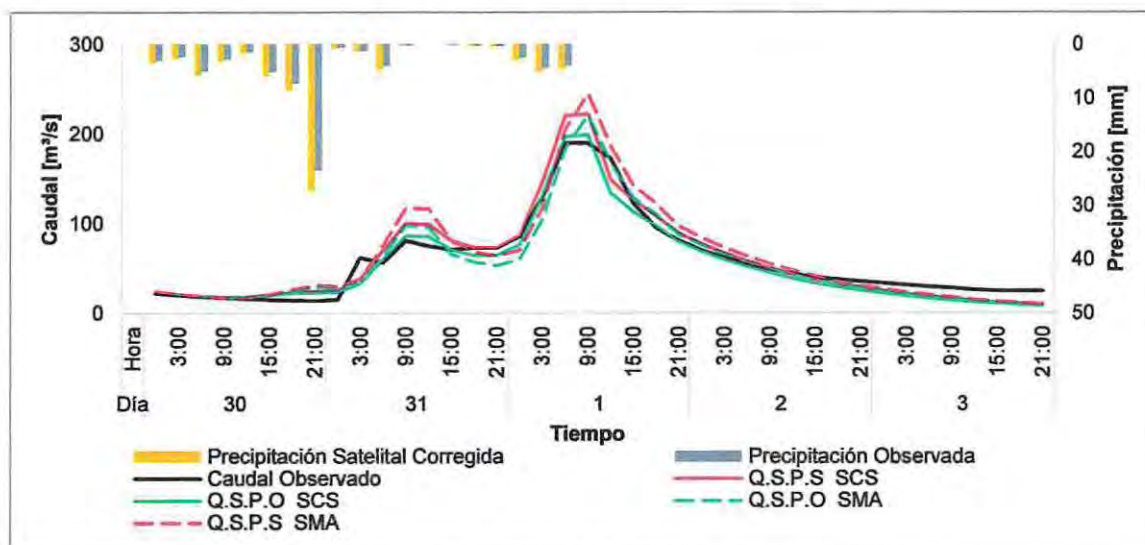 300
200
100
0
Caudal [m³/s]
0
10
20
30
40
50
Precipitación [mm]
Hora 3:00 9:00 15:00 21:00 3:00 9:00 15:00 21:00 3:00 9:00 15:00 21:00 3:00 9:00 15:00 21:00 3:00 9:00 15:00 21:00
Día 30 31 1 2 3
Tiempo
Precipitación Satelital Corregida Precipitación Observada
Caudal Observado Q.S.P.S SCS
Q.S.P.O SCS Q.S.P.O SMA
Q.S.P.S SMA